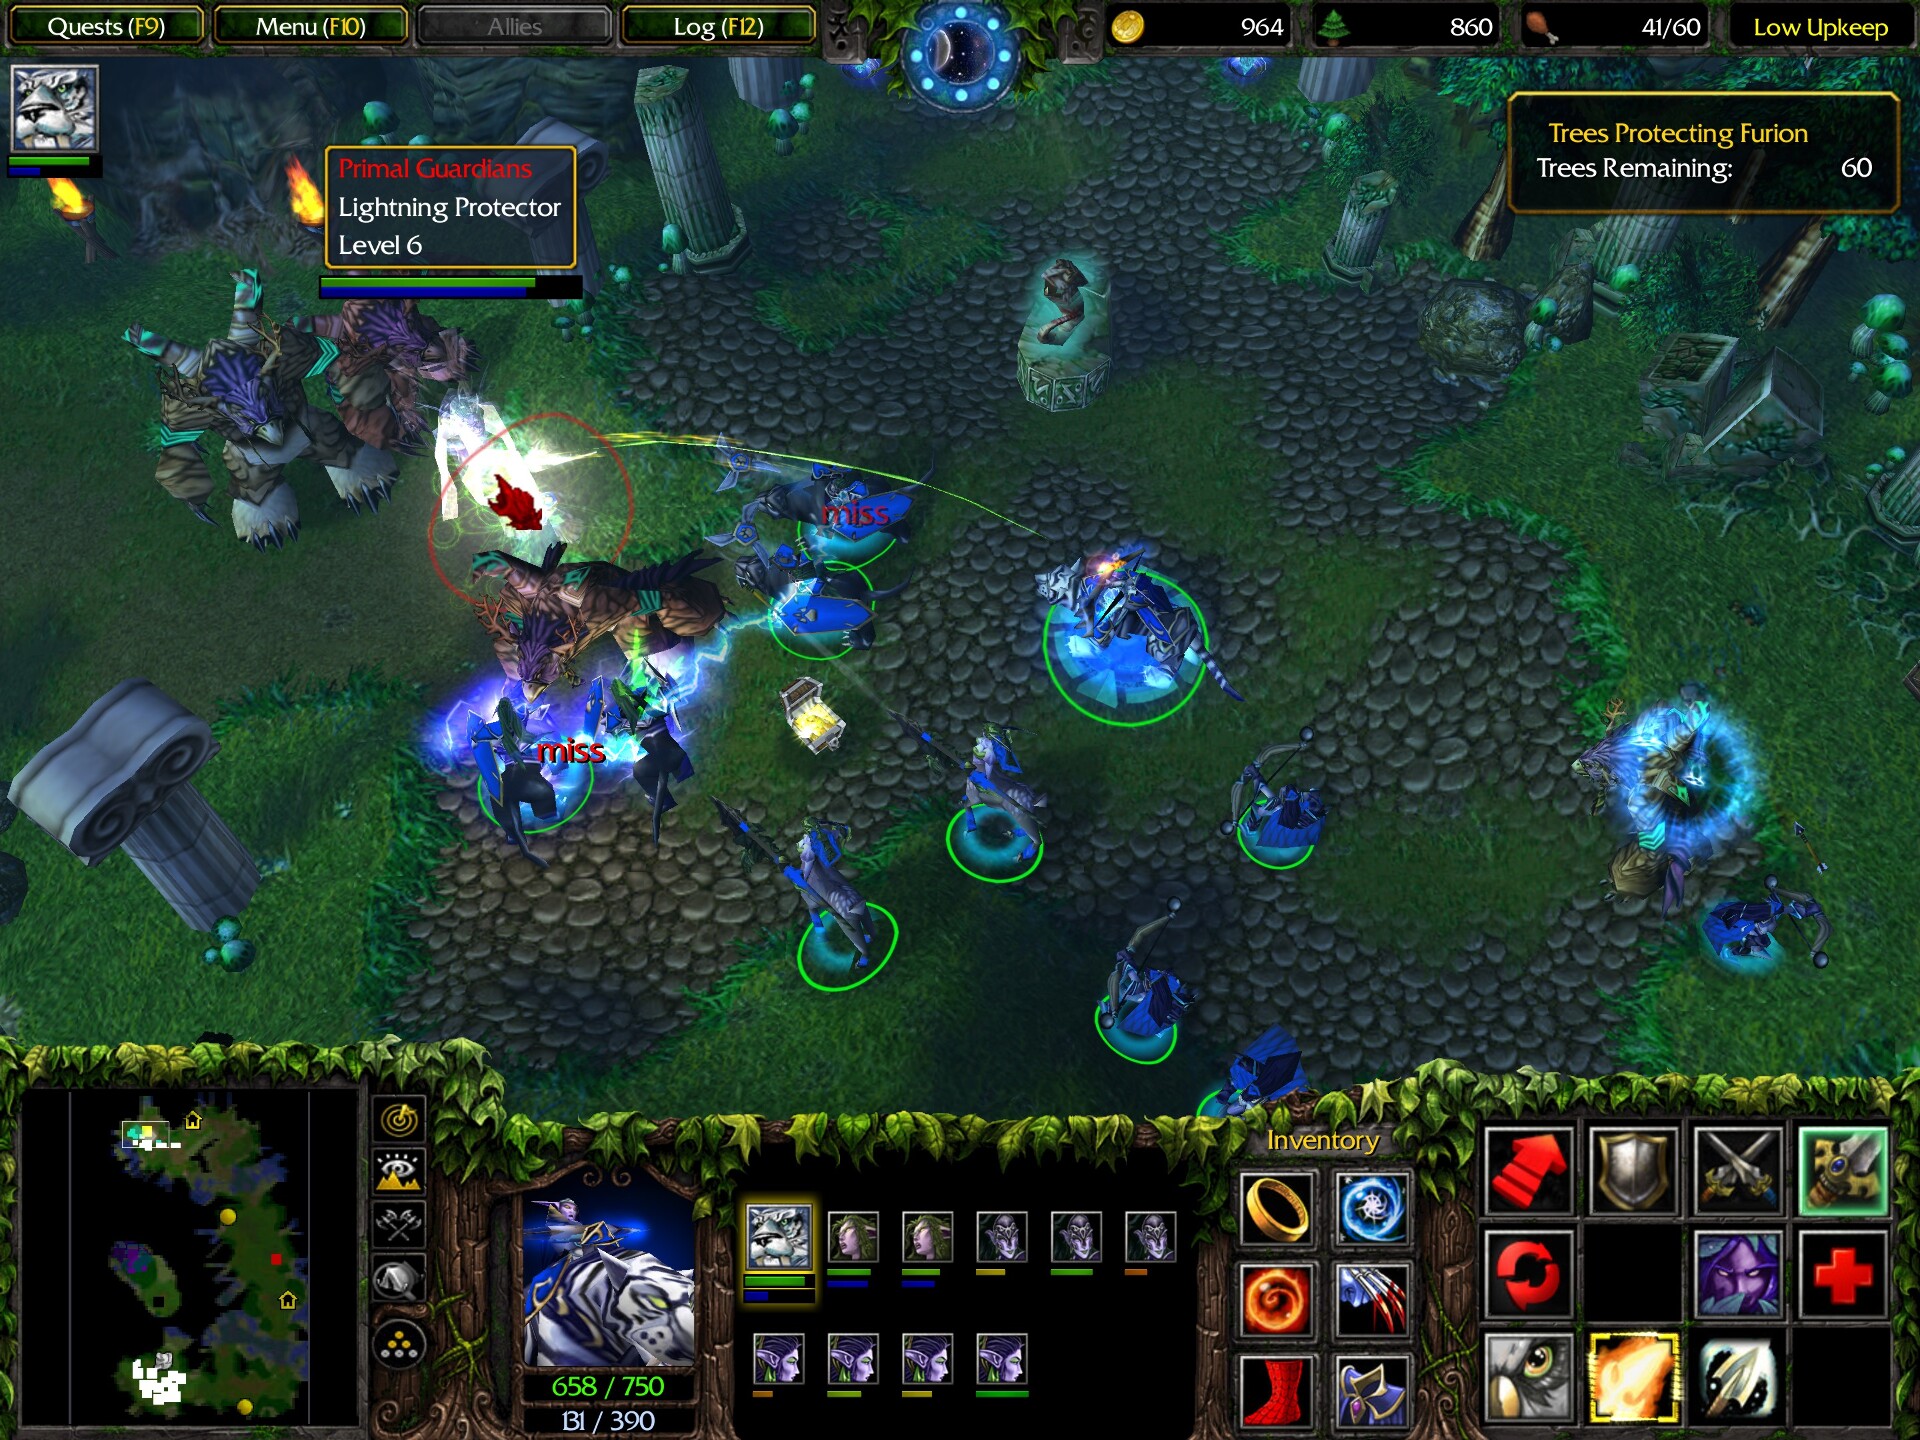 Quests (F9)
Menu (F10)
Allies
Log (F12)
964
860
41/60
Low Upkeep
Trees Protecting Furion
Trees Remaining: 60
Primal Guardians
Lightning Protector
Level 6
miss
miss
Inventory
658 / 750
131 / 390